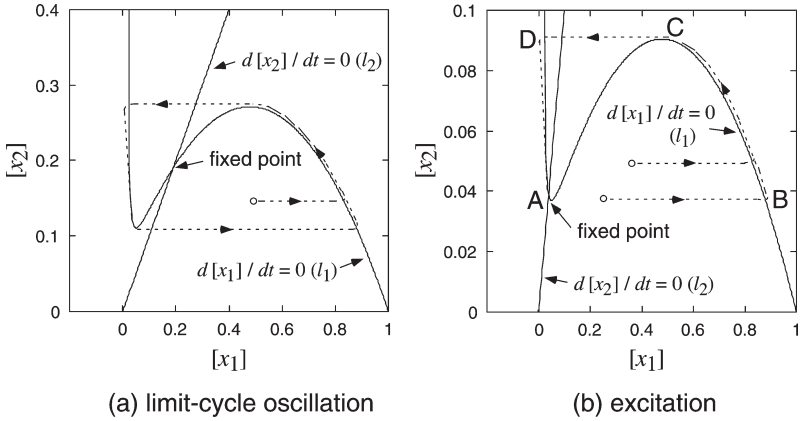 0.4
0.3
0.2
0.1
0
[x₂]
0
0.2
0.4
0.6
0.8
1
[x₁]
d [x₂] / dt = 0 (l₂)
fixed point
d [x₁] / dt = 0 (l₁)
(a) limit-cycle oscillation
0.1
0.08
0.06
0.04
0.02
0
[x₂]
0
0.2
0.4
0.6
0.8
1
[x₁]
D
C
d [x₁] / dt = 0
(l₁)
A
B
fixed point
d [x₂] / dt = 0 (l₂)
(b) excitation